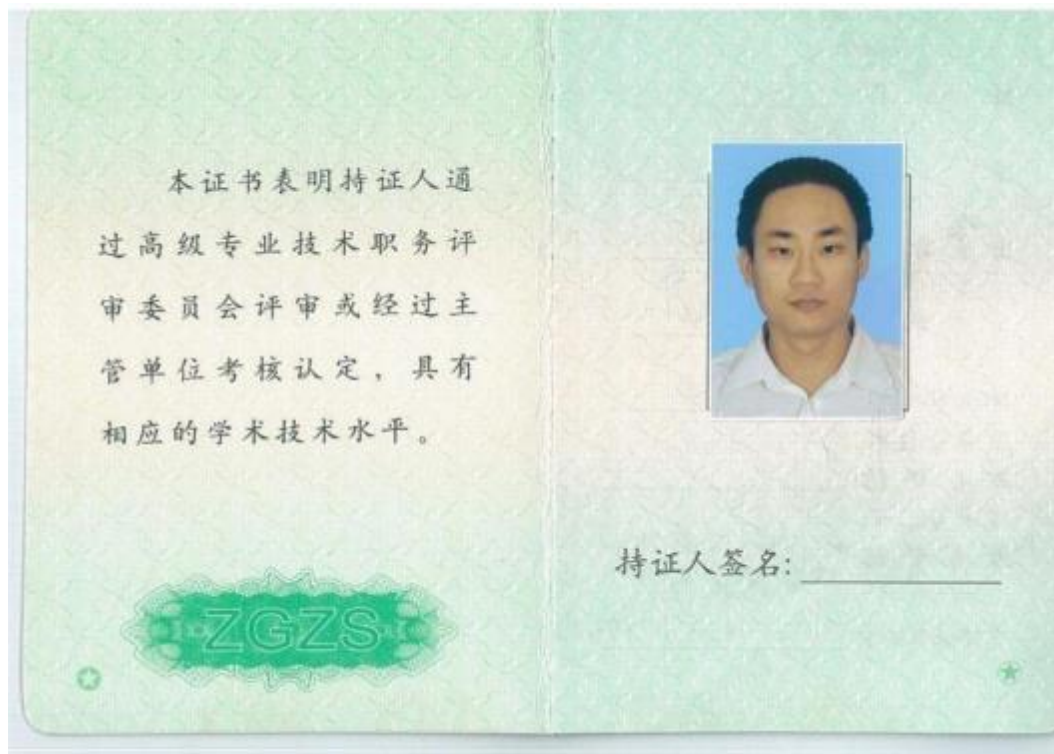 本证书表明持证人通
过高级专业技术职务评
审委员会评审或经过主
管单位考核认定，具有
相应的学术技术水平。
ZGZS
持证人签名: